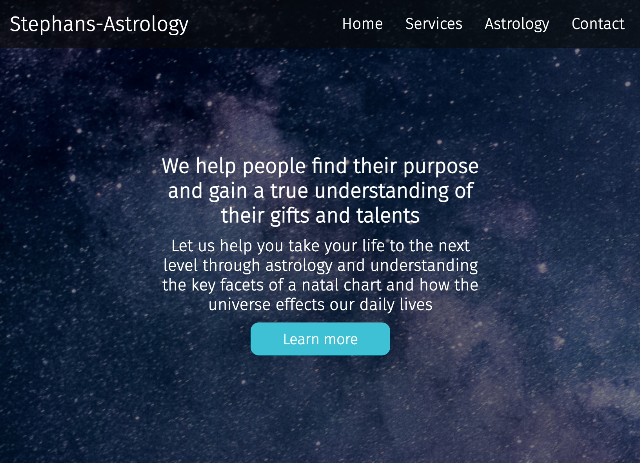 Stephans-Astrology
Home Services Astrology Contact
We help people find their purpose
and gain a true understanding of
their gifts and talents
Let us help you take your life to the next
level through astrology and understanding
the key facets of a natal chart and how the
universe effects our daily lives
Learn more